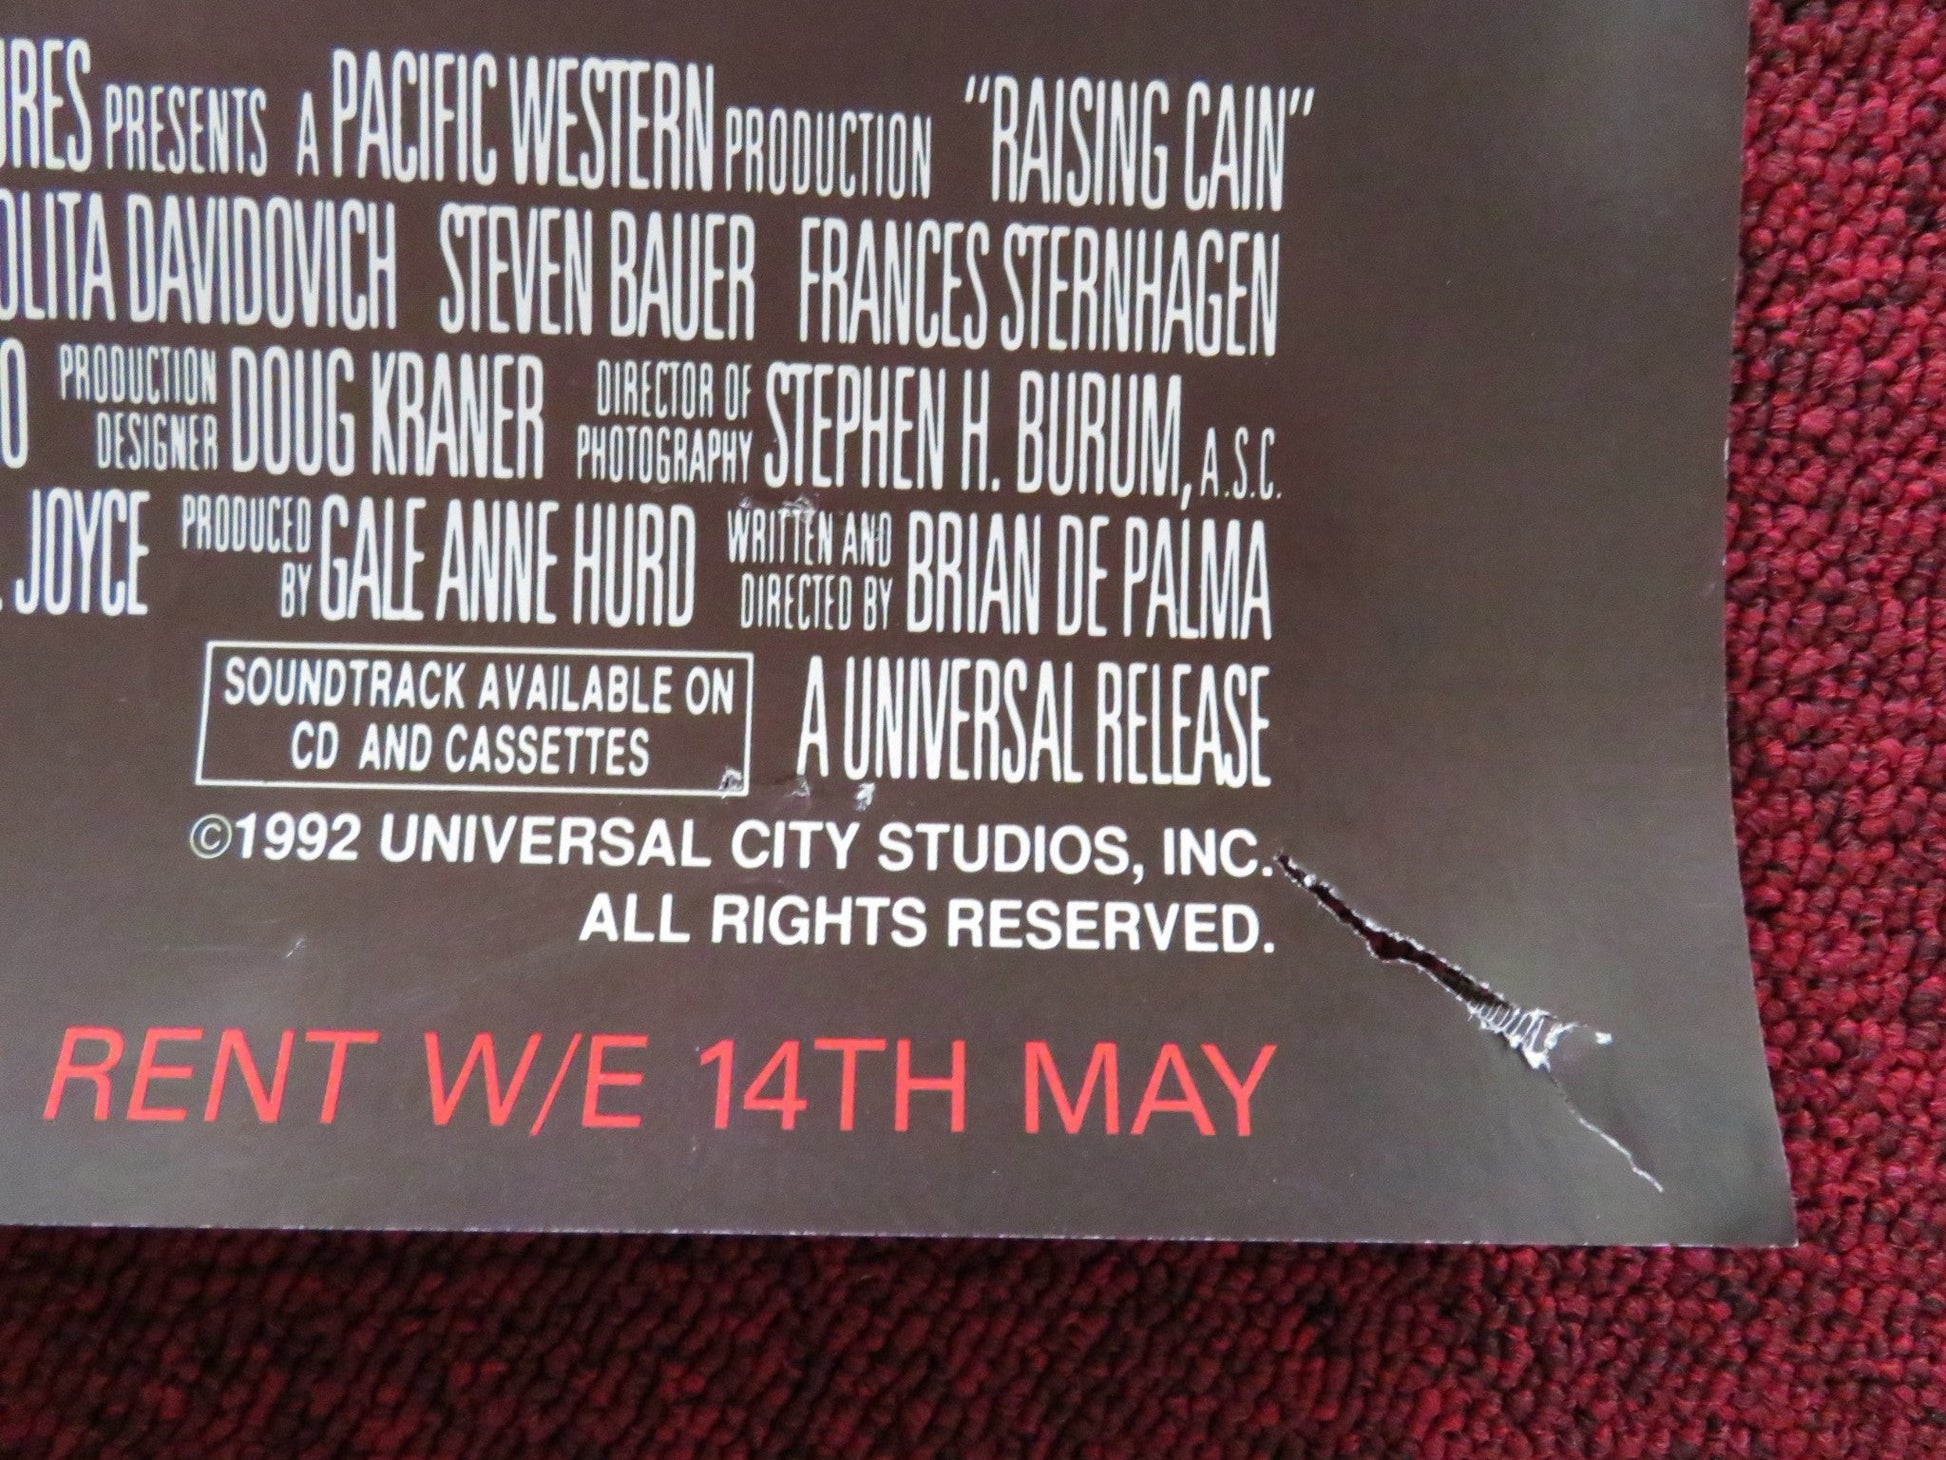 PRESENTS A PACIFIC WESTERN PRODUCTION "RAISING CAIN"
DAVIDOVICH STEVEN BAUER FRANCES STERNHAGEN
PRODUCTION DESIGNER DOUG KRANER DIRECTOR OF PHOTOGRAPHY STEPHEN H. BURUM, A.S.C.
JOYCE PRODUCED BY GALE ANNE HURD WRITTEN AND DIRECTED BY BRIAN DE PALMA
SOUNDTRACK AVAILABLE ON
CD AND CASSETTES
A UNIVERSAL RELEASE
©1992 UNIVERSAL CITY STUDIOS, INC.
ALL RIGHTS RESERVED.
RENT W/E 14TH MAY